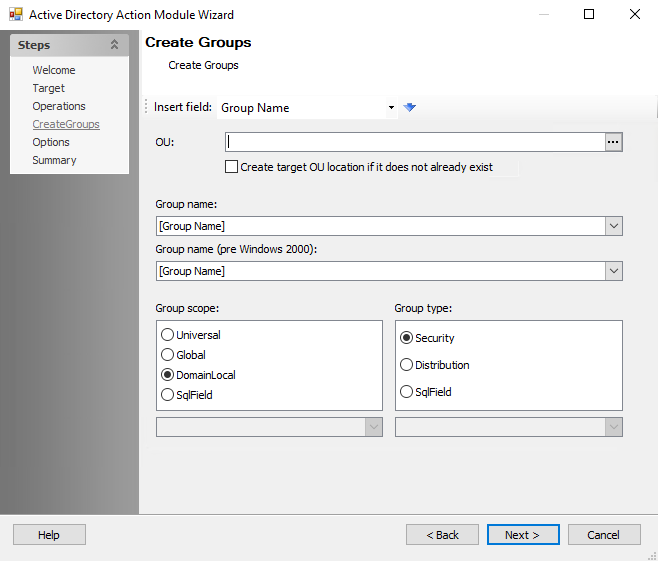 Active Directory Action Module Wizard
Steps
Welcome
Target
Operations
CreateGroups
Options
Summary
Create Groups
Create Groups
Insert field: Group Name
OU:
...
Create target OU location if it does not already exist
Group name:
[Group Name]
Group name (pre Windows 2000):
[Group Name]
Group scope:
Universal
Global
DomainLocal
SqlField
Group type:
Security
Distribution
SqlField
Help
< Back
Next >
Cancel